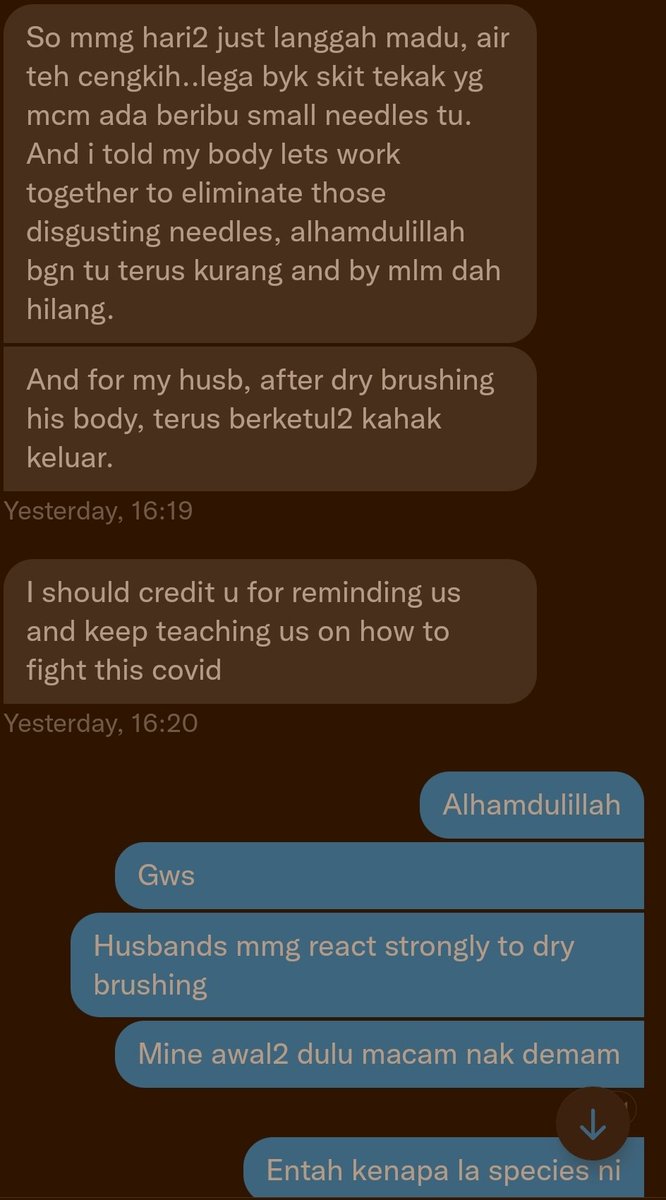 So mmg hari2 just langgah madu, air
teh cengkih..lega byk skit tekak yg
mcm ada beribu small needles tu.
And i told my body lets work
together to eliminate those
disgusting needles, alhamdulillah
bgn tu terus kurang and by mlm dah
hilang.
And for my husb, after dry brushing
his body, terus berketul2 kahak
keluar.
Yesterday, 16:19
I should credit u for reminding us
and keep teaching us on how to
fight this covid
Yesterday, 16:20
Alhamdulillah
Gws
Husbands mmg react strongly to dry
brushing
Mine awal2 dulu macam nak demam
Entah kenapa la species ni